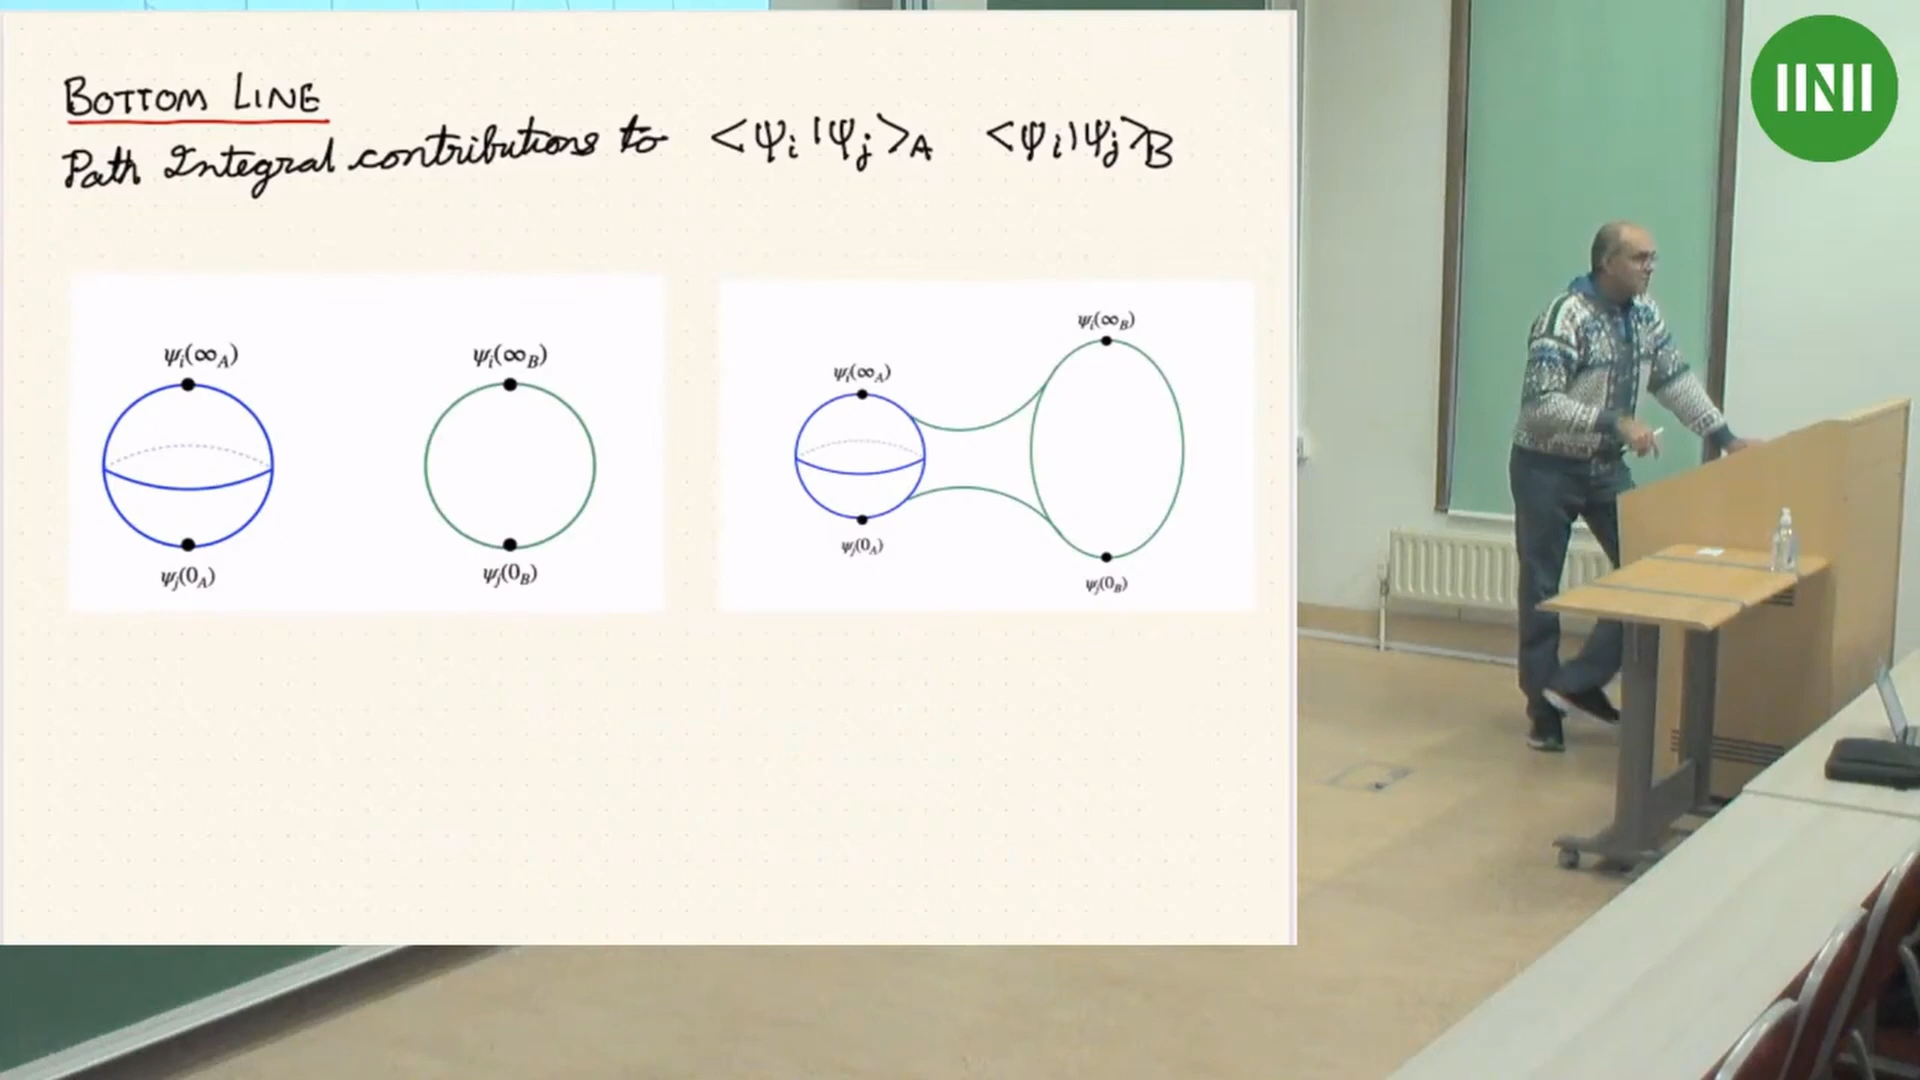 BOTTOM LINE
Path Integral contributions to <ψi|ψj>A <ψi|ψj>B
ψi(∞A) ψi(∞B)
ψj(0A) ψj(0B)
ψi(∞B)
ψi(∞A)
ψj(0A)
ψj(0B)